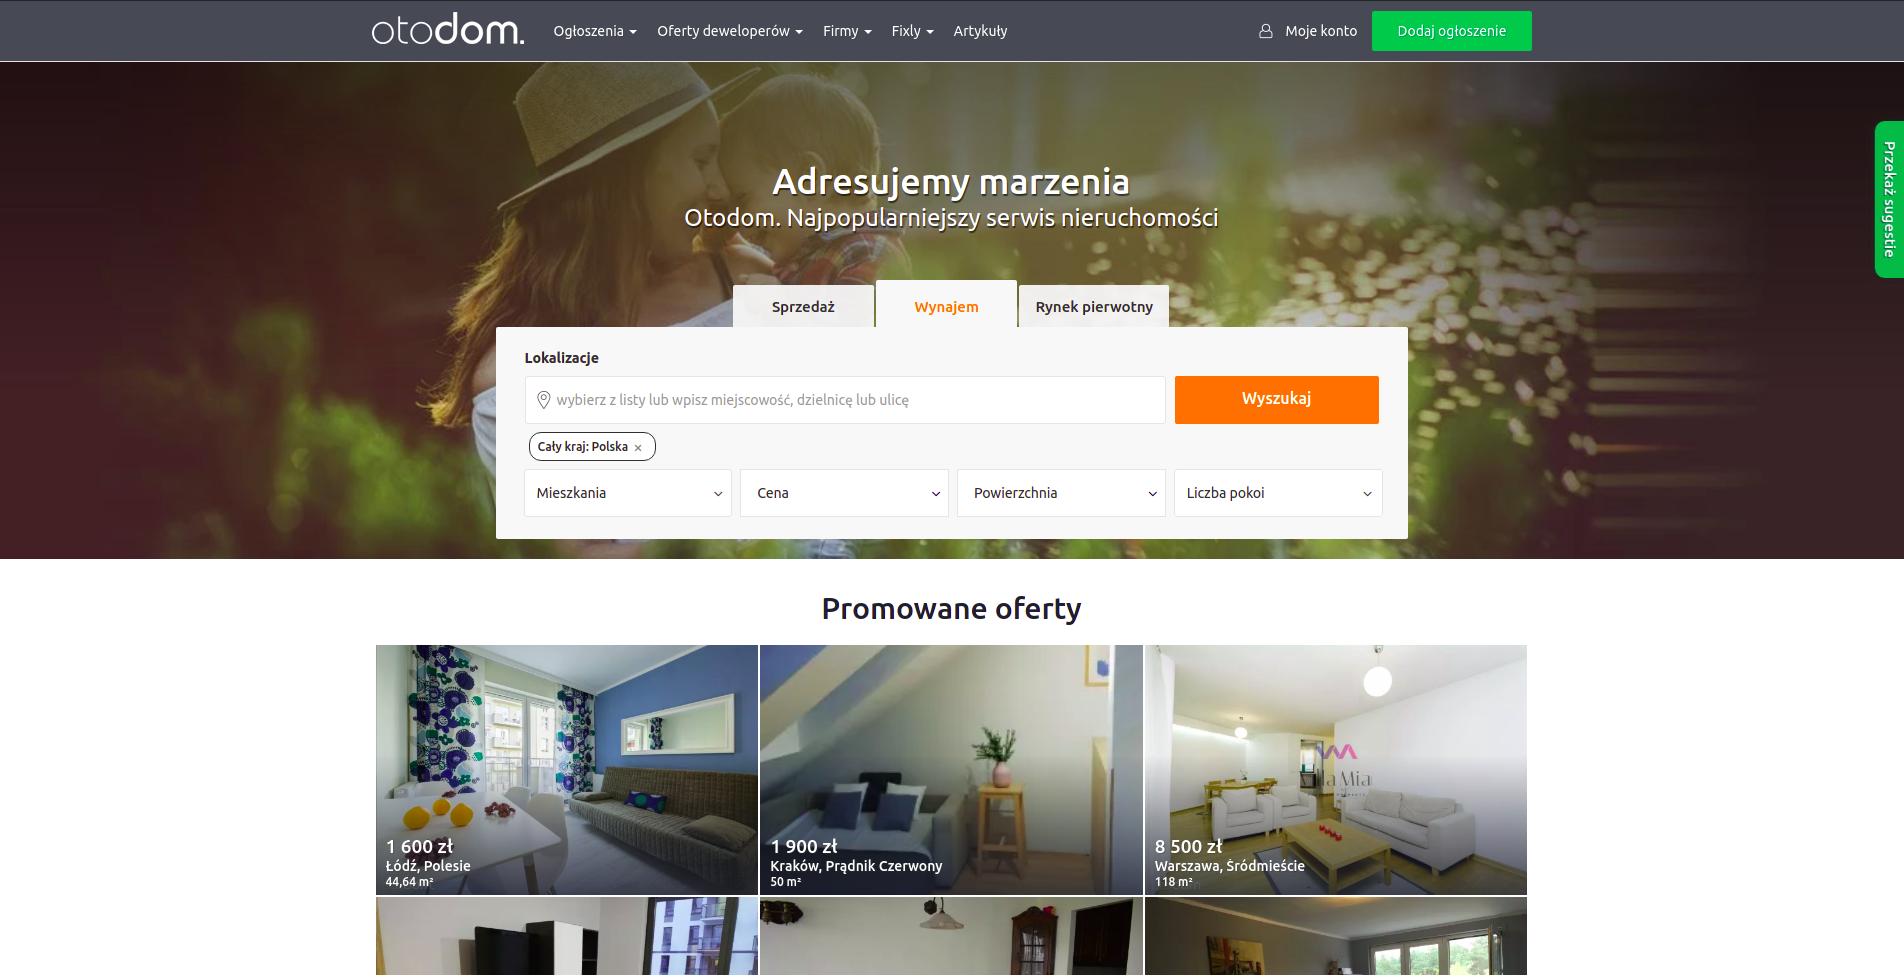 otodom.
Ogłoszenia
Oferty deweloperów
Firmy
Fixly
Artykuły
Moje konto
Dodaj ogłoszenie
Przekaż sugestie
Adresujemy marzenia
Otodom. Najpopularniejszy serwis nieruchomości
Sprzedaż
Wynajem
Rynek pierwotny
Lokalizacje
wybierz z listy lub wpisz miejscowość, dzielnicę lub ulicę
Wyszukaj
Cały kraj: Polska ×
Mieszkania
Cena
Powierzchnia
Liczba pokoi
Promowane oferty
1 600 zł
Łódź, Polesie
44,64 m²
1 900 zł
Kraków, Prądnik Czerwony
50 m²
8 500 zł
Warszawa, Śródmieście
118 m²